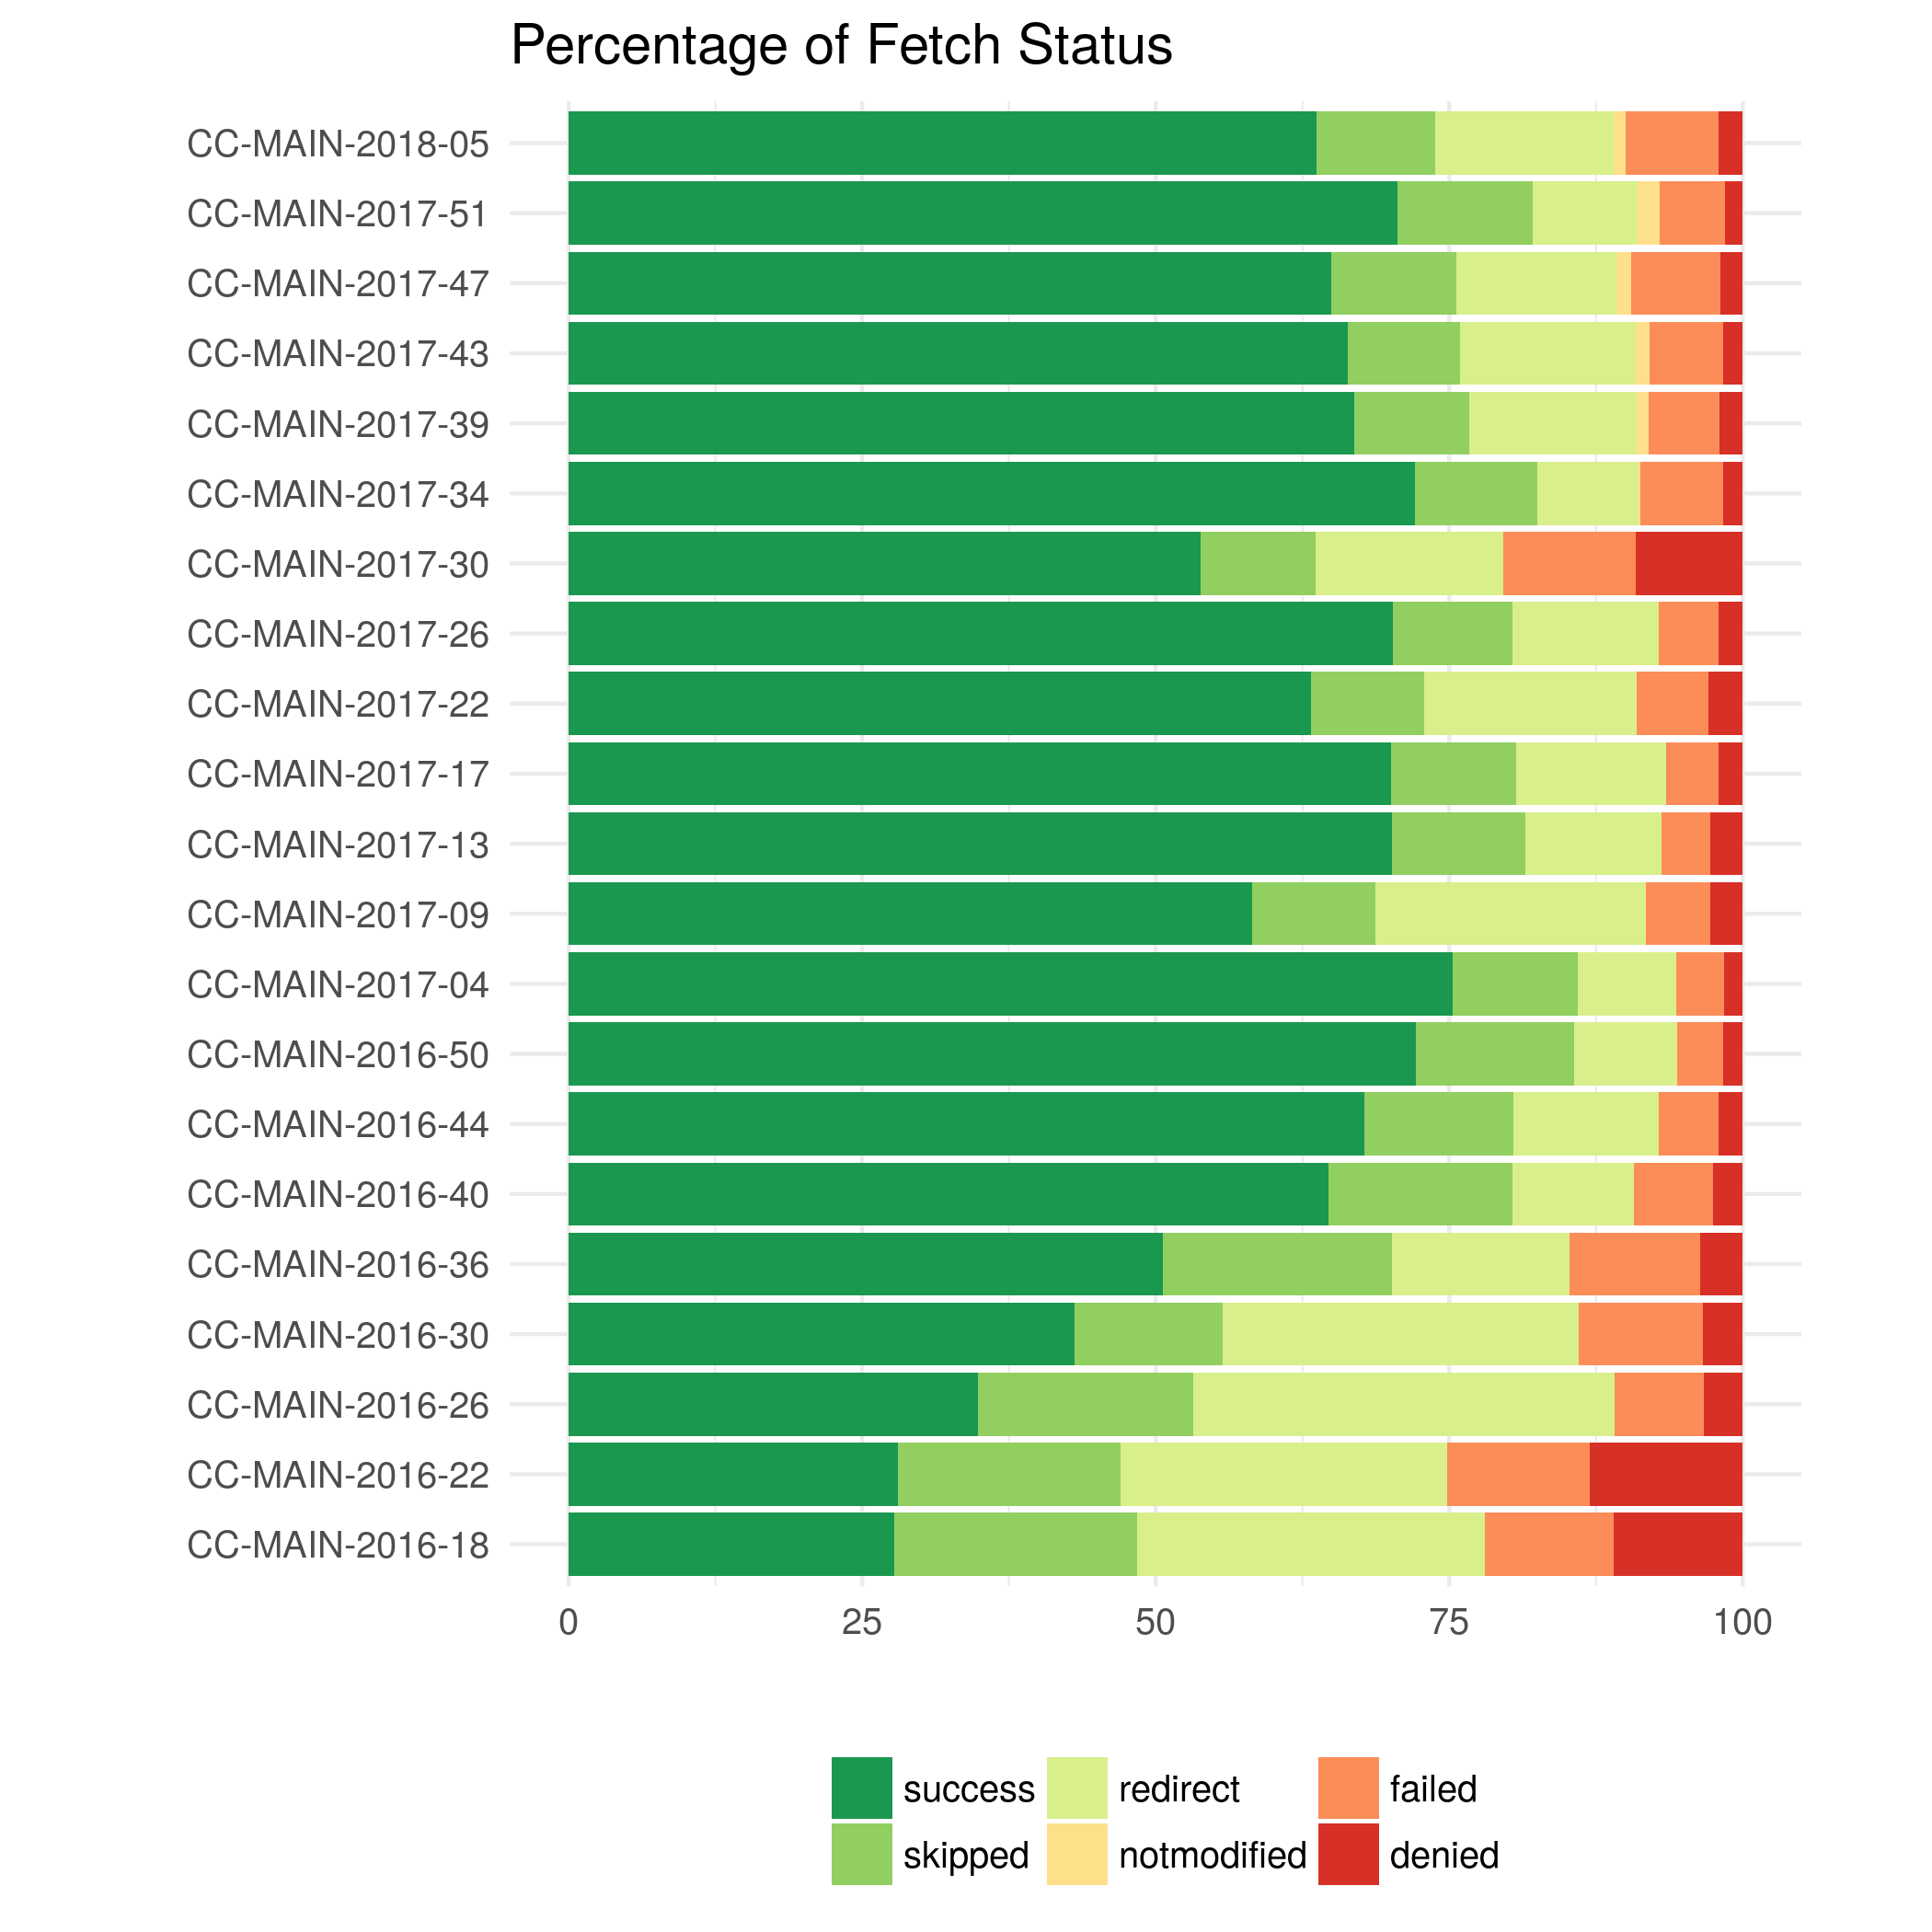 Percentage of Fetch Status
CC-MAIN-2018-05
CC-MAIN-2017-51
CC-MAIN-2017-47
CC-MAIN-2017-43
CC-MAIN-2017-39
CC-MAIN-2017-34
CC-MAIN-2017-30
CC-MAIN-2017-26
CC-MAIN-2017-22
CC-MAIN-2017-17
CC-MAIN-2017-13
CC-MAIN-2017-09
CC-MAIN-2017-04
CC-MAIN-2016-50
CC-MAIN-2016-44
CC-MAIN-2016-40
CC-MAIN-2016-36
CC-MAIN-2016-30
CC-MAIN-2016-26
CC-MAIN-2016-22
CC-MAIN-2016-18
0 25 50 75 100
success redirect failed
skipped notmodified denied